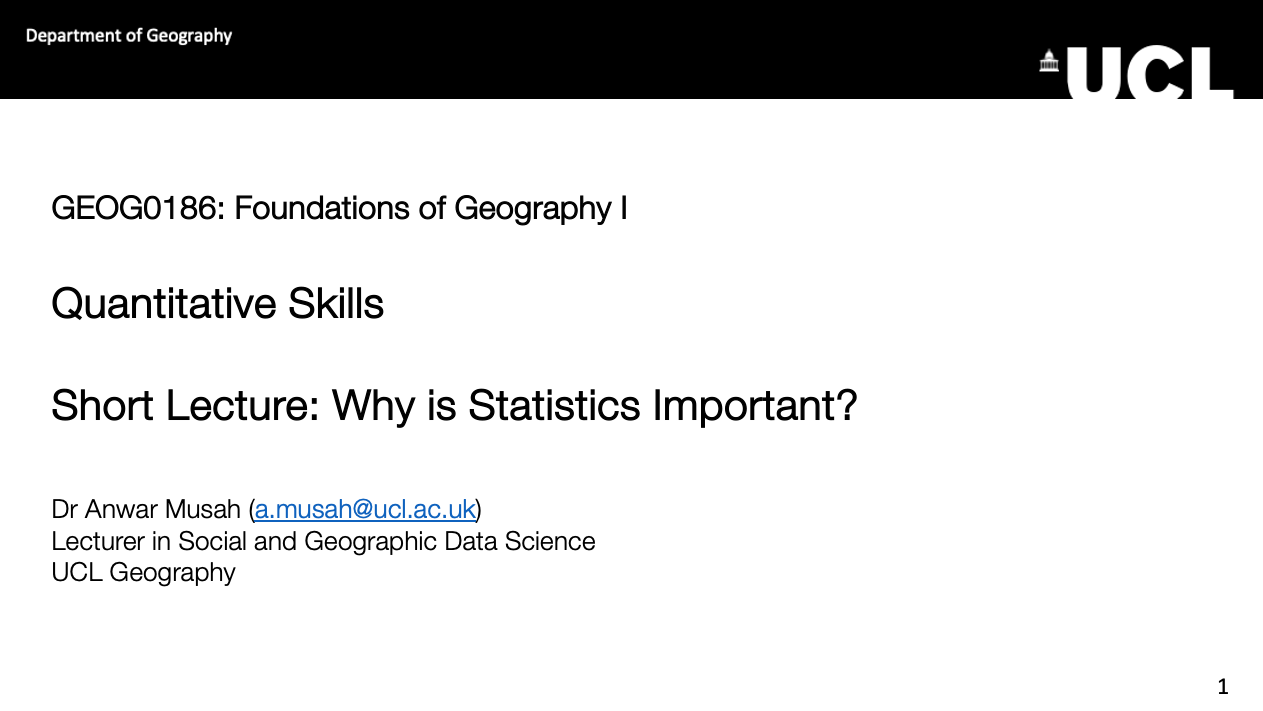 Department of Geography
UCL
GEOG0186: Foundations of Geography I
Quantitative Skills
Short Lecture: Why is Statistics Important?
Dr Anwar Musah (a.musah@ucl.ac.uk)
Lecturer in Social and Geographic Data Science
UCL Geography
1